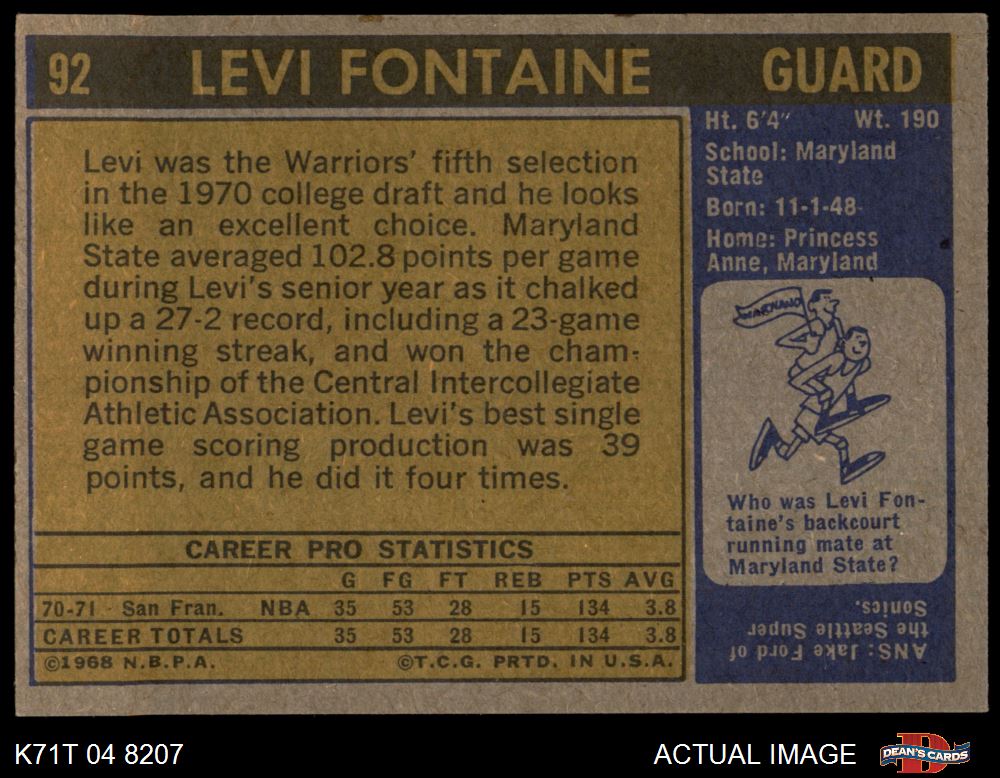 92 LEVI FONTAINE GUARD
Levi was the Warriors' fifth selection
in the 1970 college draft and he looks
like an excellent choice. Maryland
State averaged 102.8 points per game
during Levi's senior year as it chalked
up a 27-2 record, including a 23-game
winning streak, and won the cham-
pionship of the Central Intercollegiate
Athletic Association. Levi's best single
game scoring production was 39
points, and he did it four times.
CAREER PRO STATISTICS
G FG FT REB PTS AVG
70-71 San Fran. NBA 35 53 28 15 134 3.8
CAREER TOTALS 35 53 28 15 134 3.8
©1968 N.B.P.A. ©T.C.G. PRTD. IN U.S.A.
Ht. 6'4" Wt. 190
School: Maryland
State
Born: 11-1-48
Home: Princess
Anne, Maryland
Who was Levi Fon-
taine's backcourt
running mate at
Maryland State?
ANS: Jake Ford of
the Seattle Super
Sonics.
K71T 04 8207
ACTUAL IMAGE
DEAN'S CARDS